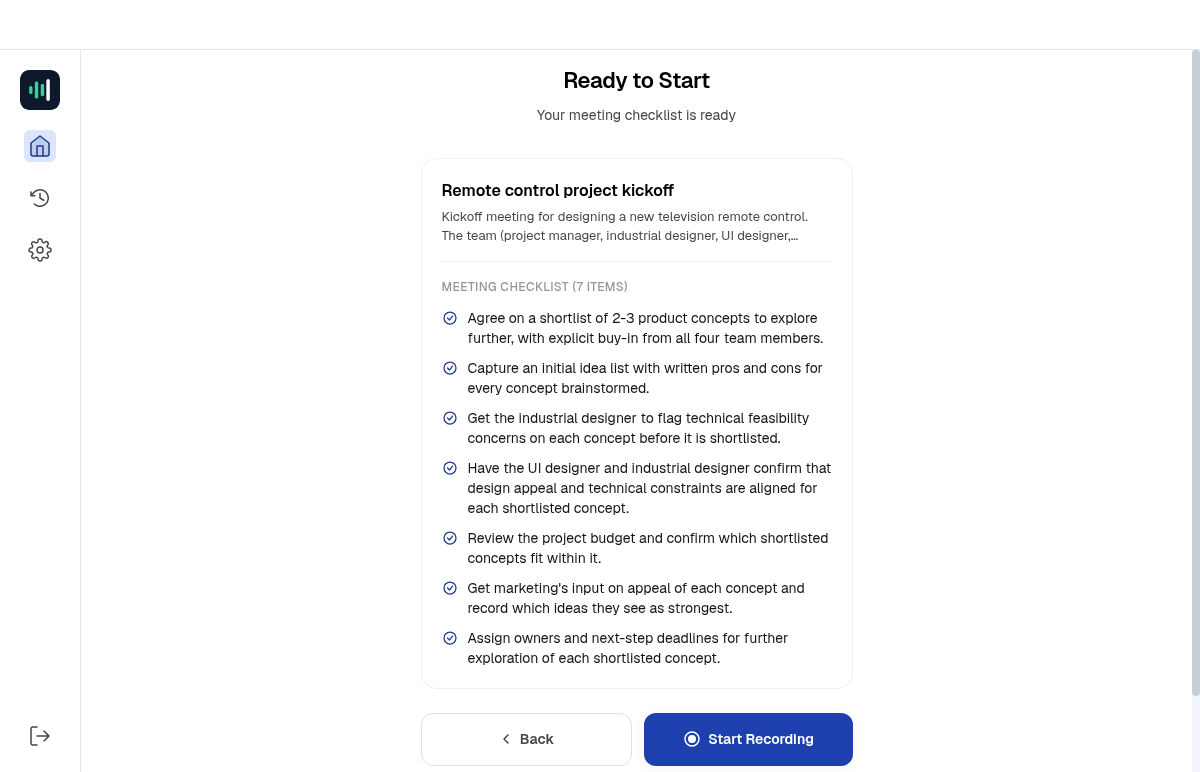 Ready to Start
Your meeting checklist is ready
Remote control project kickoff
Kickoff meeting for designing a new television remote control.
The team (project manager, industrial designer, UI designer,...
MEETING CHECKLIST (7 ITEMS)
Agree on a shortlist of 2-3 product concepts to explore
further, with explicit buy-in from all four team members.
Capture an initial idea list with written pros and cons for
every concept brainstormed.
Get the industrial designer to flag technical feasibility
concerns on each concept before it is shortlisted.
Have the UI designer and industrial designer confirm that
design appeal and technical constraints are aligned for
each shortlisted concept.
Review the project budget and confirm which shortlisted
concepts fit within it.
Get marketing's input on appeal of each concept and
record which ideas they see as strongest.
Assign owners and next-step deadlines for further
exploration of each shortlisted concept.
Back
Start Recording